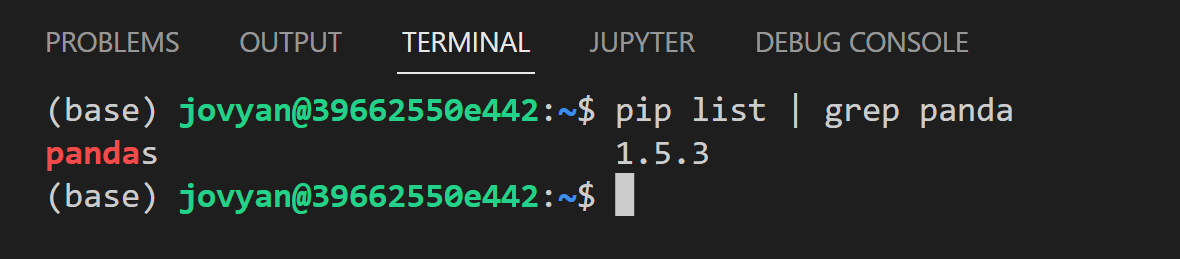 PROBLEMS OUTPUT TERMINAL JUPYTER DEBUG CONSOLE
(base) jovyan@39662550e442:~$ pip list | grep panda
pandas 1.5.3
(base) jovyan@39662550e442:~$